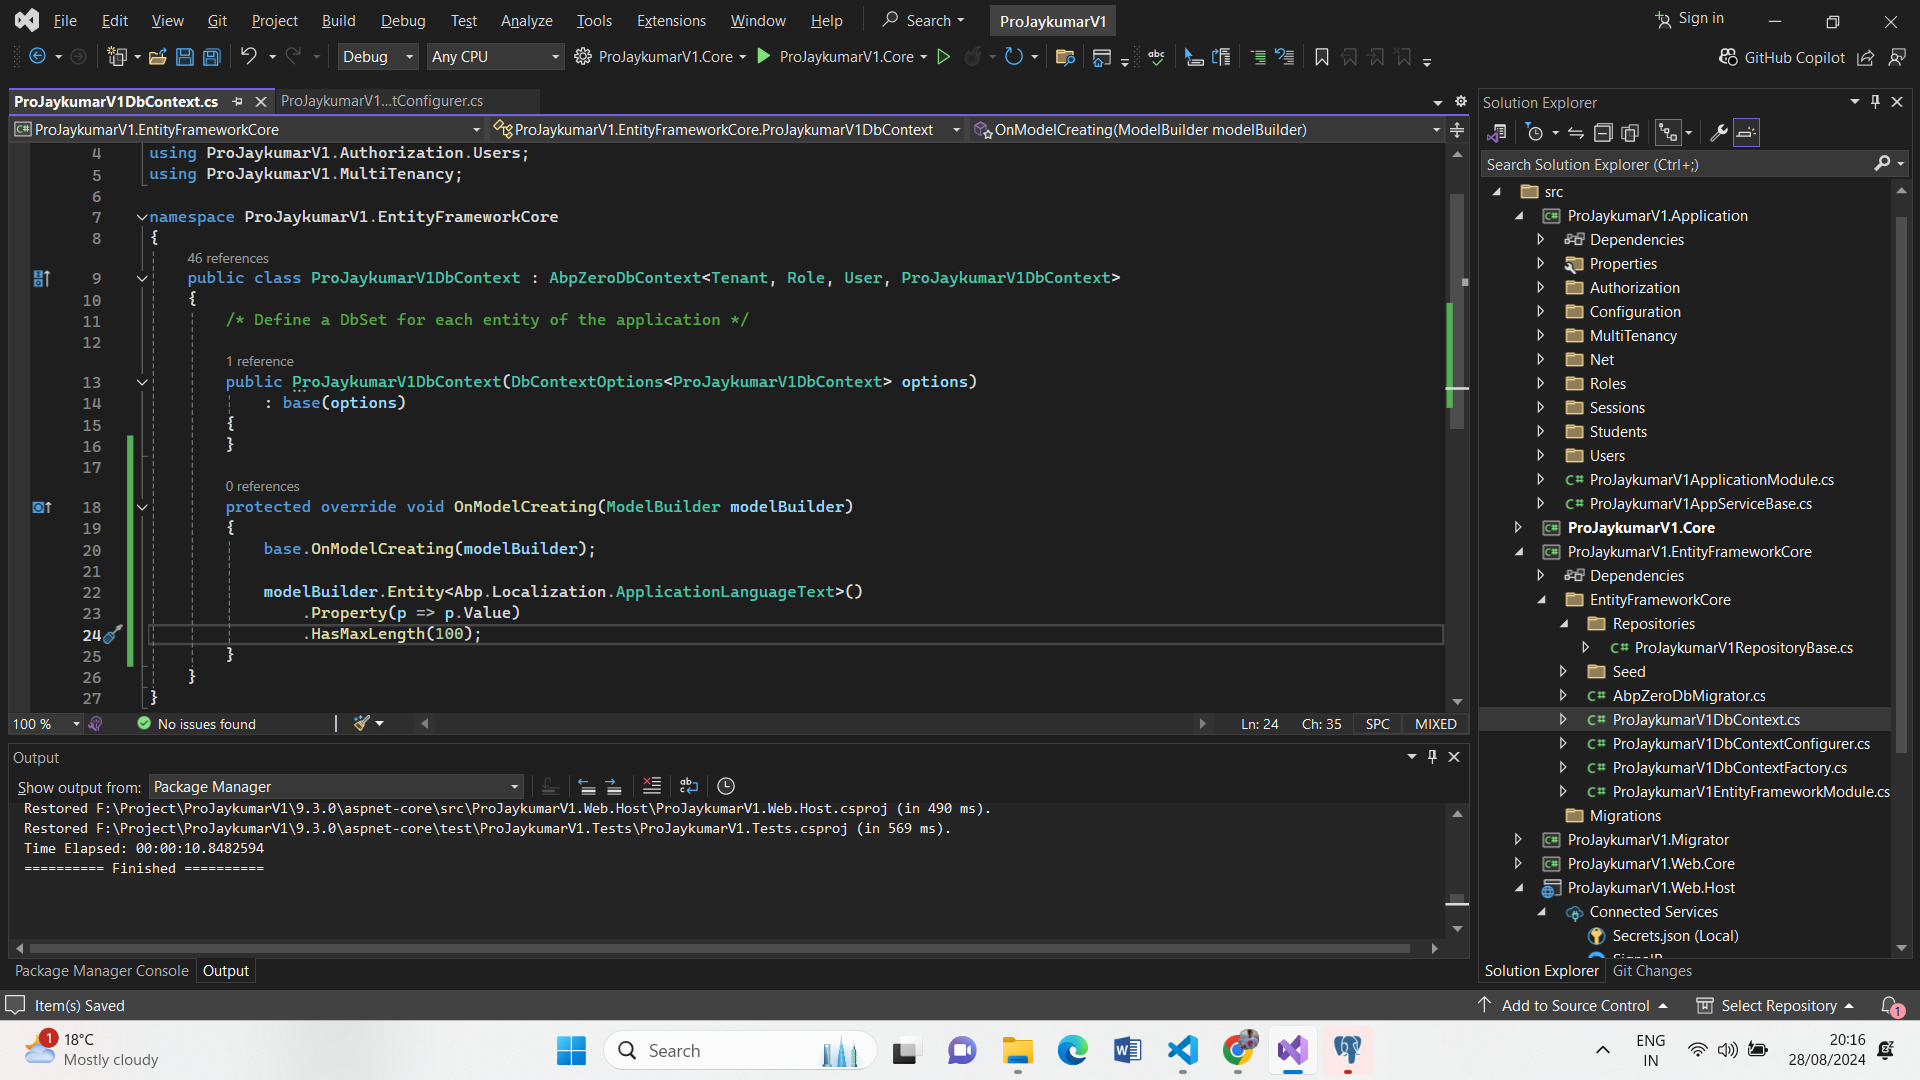 File Edit View Git Project Build Debug Test Analyze Tools Extensions Window Help Search ProJaykumarV1 Sign in
Debug Any CPU ProJaykumarV1.Core ProJaykumarV1.Core GitHub Copilot
ProJaykumarV1DbContext.cs ProJaykumarV1...tConfigurer.cs
ProJaykumarV1.EntityFrameworkCore ProJaykumarV1.EntityFrameworkCore.ProJaykumarV1DbContext OnModelCreating(ModelBuilder modelBuilder)
4 using ProJaykumarV1.Authorization.Users;
5 using ProJaykumarV1.MultiTenancy;
6
7 namespace ProJaykumarV1.EntityFrameworkCore
8 {
46 references
9 public class ProJaykumarV1DbContext : AbpZeroDbContext<Tenant, Role, User, ProJaykumarV1DbContext>
10 {
11 /* Define a DbSet for each entity of the application */
12
1 reference
13 public ProJaykumarV1DbContext(DbContextOptions<ProJaykumarV1DbContext> options)
14 : base(options)
15 {
16 }
17
0 references
18 protected override void OnModelCreating(ModelBuilder modelBuilder)
19 {
20 base.OnModelCreating(modelBuilder);
21
22 modelBuilder.Entity<Abp.Localization.ApplicationLanguageText>()
23 .Property(p => p.Value)
24 .HasMaxLength(100);
25 }
26 }
27 }
100 % No issues found Ln: 24 Ch: 35 SPC MIXED
Output
Show output from: Package Manager
Restored F:\Project\ProJaykumarV1\9.3.0\aspnet-core\src\ProJaykumarV1.Web.Host\ProJaykumarV1.Web.Host.csproj (in 490 ms).
Restored F:\Project\ProJaykumarV1\9.3.0\aspnet-core\test\ProJaykumarV1.Tests\ProJaykumarV1.Tests.csproj (in 569 ms).
Time Elapsed: 00:00:10.8482594
========== Finished ==========
Package Manager Console Output
Solution Explorer
Search Solution Explorer (Ctrl+;)
src
ProJaykumarV1.Application
Dependencies
Properties
Authorization
Configuration
MultiTenancy
Net
Roles
Sessions
Students
Users
C# ProJaykumarV1ApplicationModule.cs
C# ProJaykumarV1AppServiceBase.cs
ProJaykumarV1.Core
ProJaykumarV1.EntityFrameworkCore
Dependencies
EntityFrameworkCore
Repositories
C# ProJaykumarV1RepositoryBase.cs
Seed
C# AbpZeroDbMigrator.cs
C# ProJaykumarV1DbContext.cs
C# ProJaykumarV1DbContextConfigurer.cs
C# ProJaykumarV1DbContextFactory.cs
C# ProJaykumarV1EntityFrameworkModule.cs
Migrations
ProJaykumarV1.Migrator
ProJaykumarV1.Web.Core
ProJaykumarV1.Web.Host
Connected Services
Secrets.json (Local)
SignalR
Solution Explorer Git Changes
Item(s) Saved Add to Source Control Select Repository 1
1 18°C
Mostly cloudy
Search
ENG
IN
20:16
28/08/2024